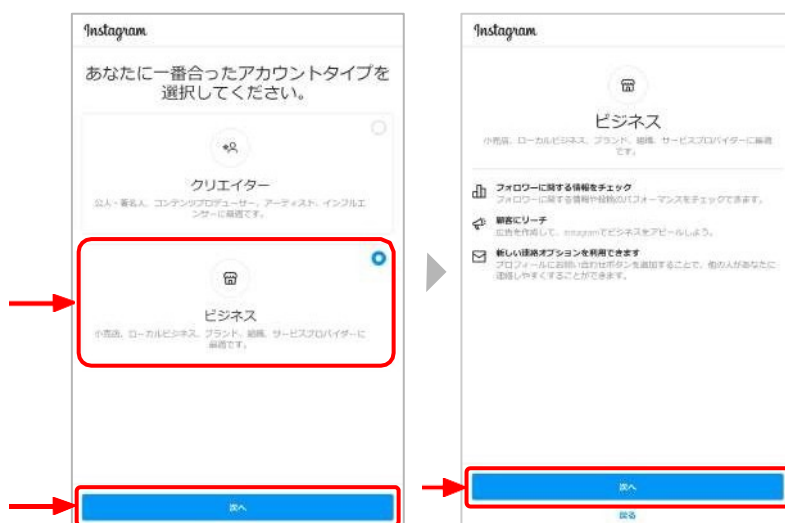 Instagram
あなたに一番合ったアカウントタイプを
選択してください。
クリエイター
公人・著名人、コンテンツプロデューサー、アーティスト、インフルエ
ンサーに最適です。
ビジネス
小売店、ローカルビジネス、ブランド、組織、サービスプロバイダーに
最適です。
次へ
Instagram
ビジネス
小売店、ローカルビジネス、ブランド、組織、サービスプロバイダーに最適
です。
フォロワーに関する情報をチェック
フォロワーに関する情報や投稿のパフォーマンスをチェックできます。
顧客にリーチ
広告を作成して、Instagramでビジネスをアピールしよう。
新しい連絡オプションを利用できます
プロフィールにお問い合わせボタンを追加することで、他の人があなたに
連絡しやすくすることができます。
次へ
戻る